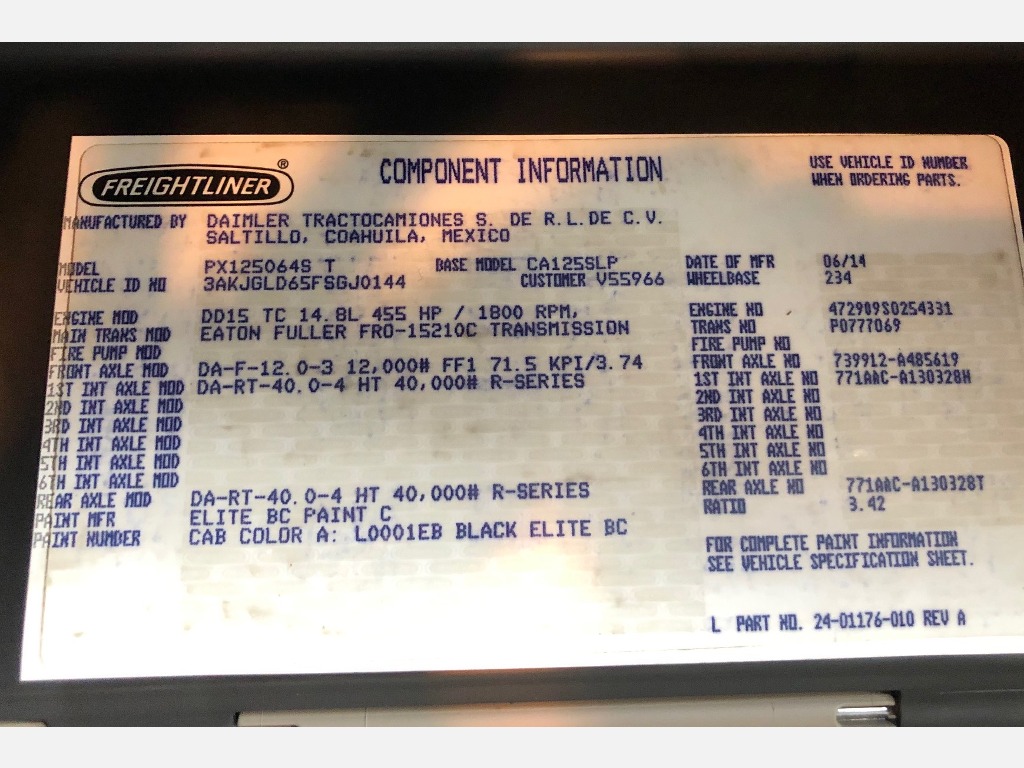 FREIGHTLINER ®
COMPONENT INFORMATION
USE VEHICLE ID NUMBER
WHEN ORDERING PARTS.
MANUFACTURED BY DAIMLER TRACTOCAMIONES S. DE R.L.DE C.V.
SALTILLO, COAHUILA, MEXICO
MODEL PX125064S T BASE MODEL CA125SLP DATE OF MFR 06/14
VEHICLE ID NO 3AKJGLD65FSGJ0144 CUSTOMER V55966 WHEELBASE 234
ENGINE MOD DD15 TC 14.8L 455 HP / 1800 RPM, ENGINE NO 472909S0254331
MAIN TRANS MOD EATON FULLER FRO-15210C TRANSMISSION TRANS NO P0777069
FIRE PUMP MOD FIRE PUMP NO
FRONT AXLE MOD DA-F-12.0-3 12,000# FF1 71.5 KPI/3.74 FRONT AXLE NO 739912-A485619
1ST INT AXLE MOD DA-RT-40.0-4 HT 40,000# R-SERIES 1ST INT AXLE NO 771AAC-A130328H
2ND INT AXLE MOD 2ND INT AXLE NO
3RD INT AXLE MOD 3RD INT AXLE NO
4TH INT AXLE MOD 4TH INT AXLE NO
5TH INT AXLE MOD 5TH INT AXLE NO
6TH INT AXLE MOD 6TH INT AXLE NO
REAR AXLE MOD DA-RT-40.0-4 HT 40,000# R-SERIES REAR AXLE NO 771AAC-A130328T
PAINT MFR ELITE BC PAINT C RATIO 3.42
PAINT NUMBER CAB COLOR A: L0001EB BLACK ELITE BC
FOR COMPLETE PAINT INFORMATION
SEE VEHICLE SPECIFICATION SHEET.
L PART NO. 24-01176-010 REV A